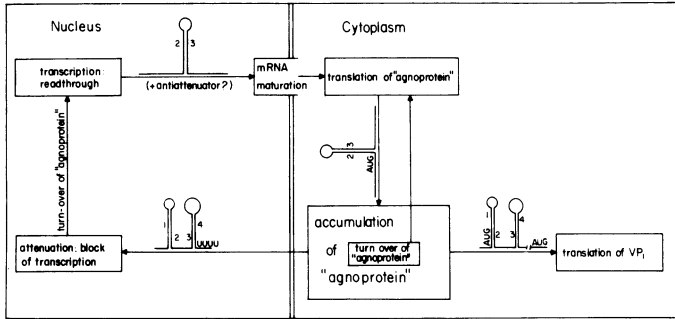 Nucleus
Cytoplasm
2 3
transcription:
readthrough
(+antiattenuator?)
mRNA
maturation
translation of "agnoprotein"
turn-over of "agnoprotein"
3
2
AUG
1 2 3 4
UUUU
attenuation: block
of transcription
accumulation
of
turn over of
"agnoprotein"
"agnoprotein"
1 2 3 4
AUG
AUG
translation of VP1